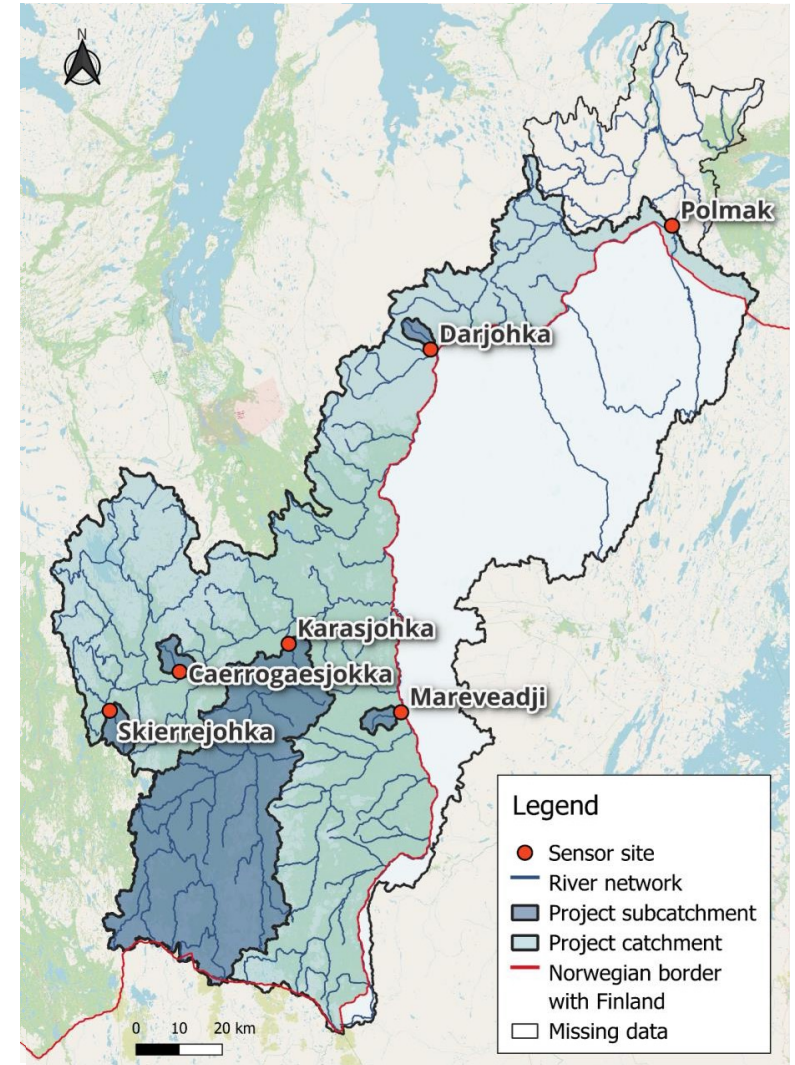 N
Polmak
Darjohka
Karasjohka
Caerrogaesjokka
Mareveadji
Skierrejohka
Legend
Sensor site
River network
Project subcatchment
Project catchment
Norwegian border
with Finland
Missing data
0 10 20 km